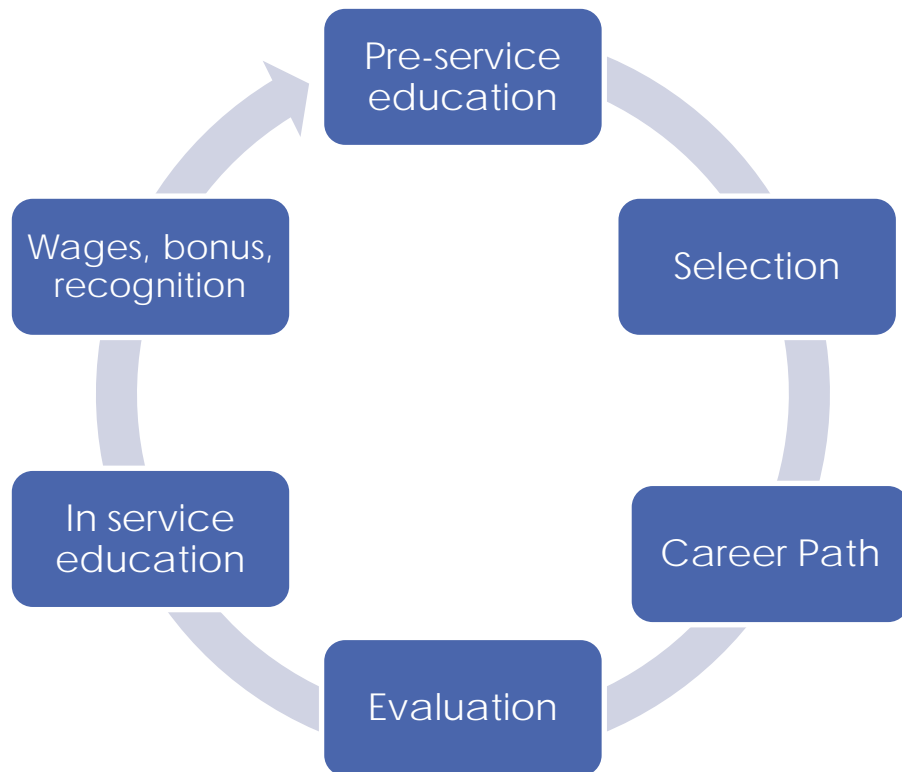 Pre-service
education
Selection
Career Path
Evaluation
In service
education
Wages, bonus,
recognition